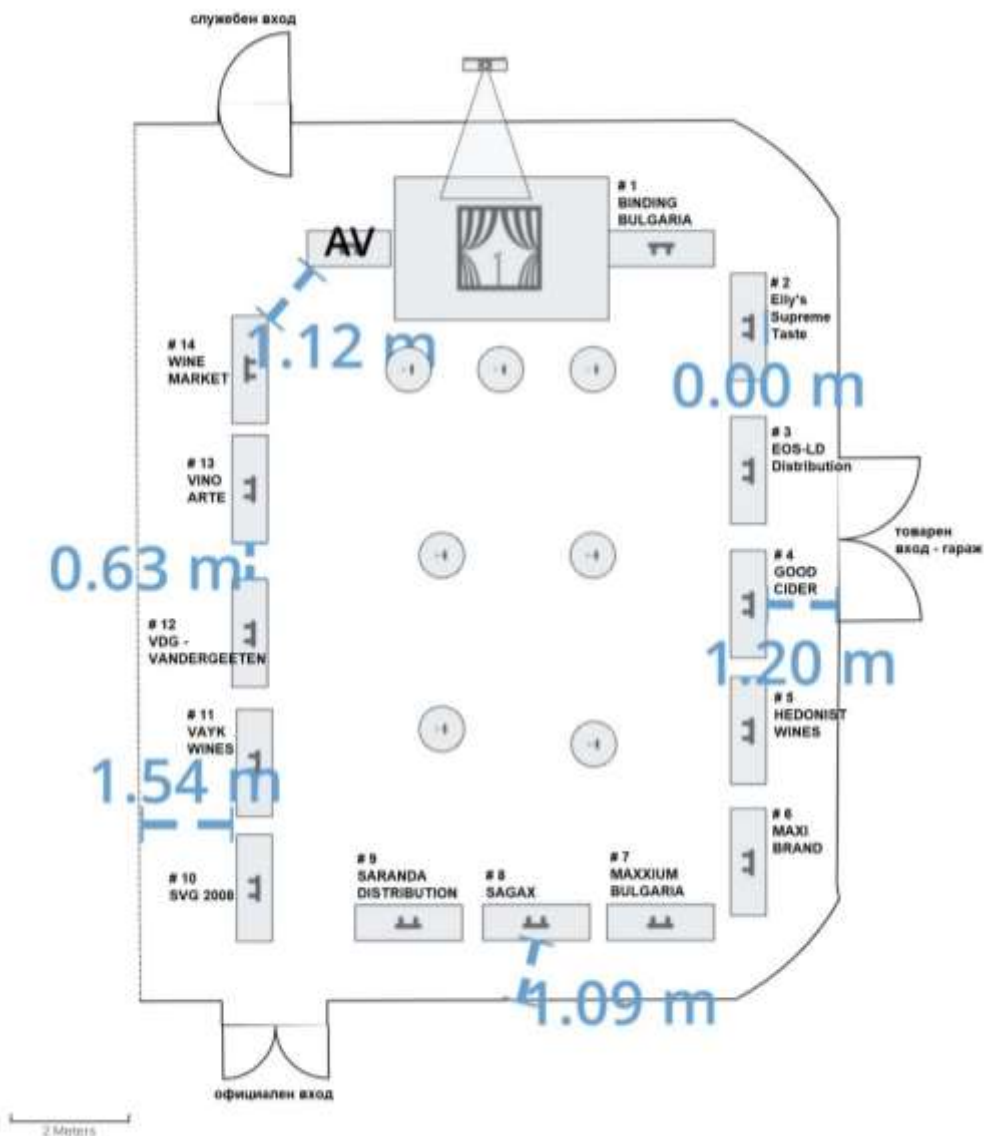 служебен вход
# 1
BINDING
BULGARIA
AV
# 2
Elly's
Supreme
Taste
1.12 m
0.00 m
# 14
WINE
MARKET
# 3
EOS-LD
Distribution
# 13
VINO
ARTE
товарен
вход - гараж
0.63 m
# 4
GOOD
CIDER
# 12
VDG -
VANDERGEETEN
1.20 m
# 5
HEDONIST
WINES
# 11
VAYK
WINES
1.54 m
# 6
MAXI
BRAND
# 10
SVG 2008
# 9
SARANDA
DISTRIBUTION
# 8
SAGAX
# 7
MAXXIUM
BULGARIA
1.09 m
официален вход
2 Meters